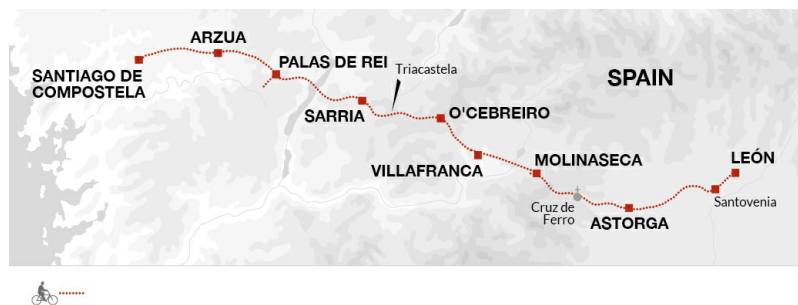 ARZUA
SANTIAGO DE
COMPOSTELA
PALAS DE REI
Triacastela
SPAIN
SARRIA
O'CEBREIRO
VILLAFRANCA
MOLINASECA
LEÓN
Cruz de
Ferro
ASTORGA
Santovenia